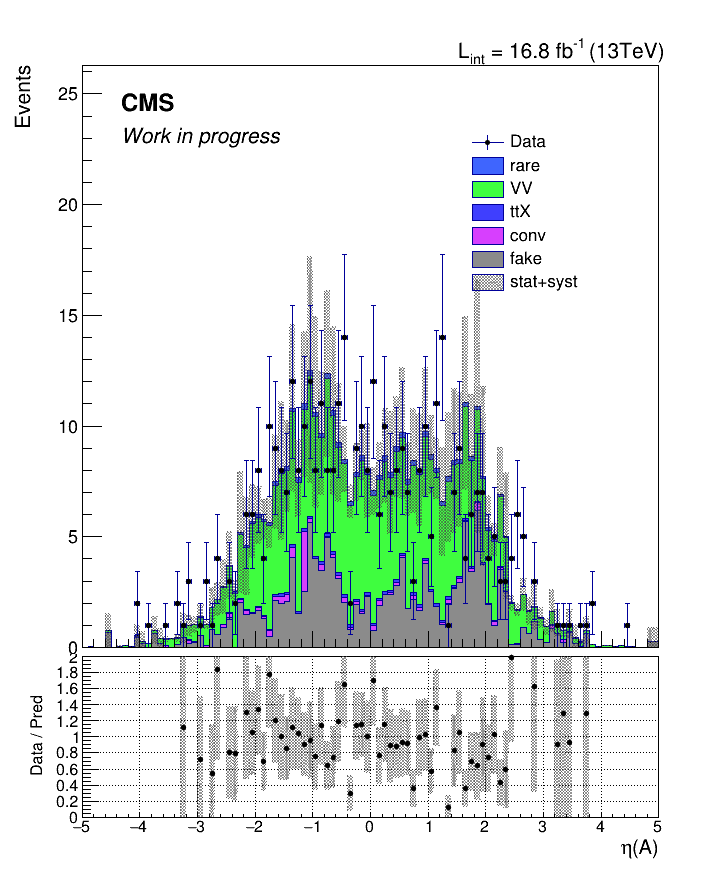 L_int = 16.8 fb^-1 (13TeV)
Events
CMS
Work in progress
Data
rare
VV
ttX
conv
fake
stat+syst
25
20
15
10
5
0
Data / Pred
2
1.8
1.6
1.4
1.2
1
0.8
0.6
0.4
0.2
0
−5 −4 −3 −2 −1 0 1 2 3 4 5
η(A)